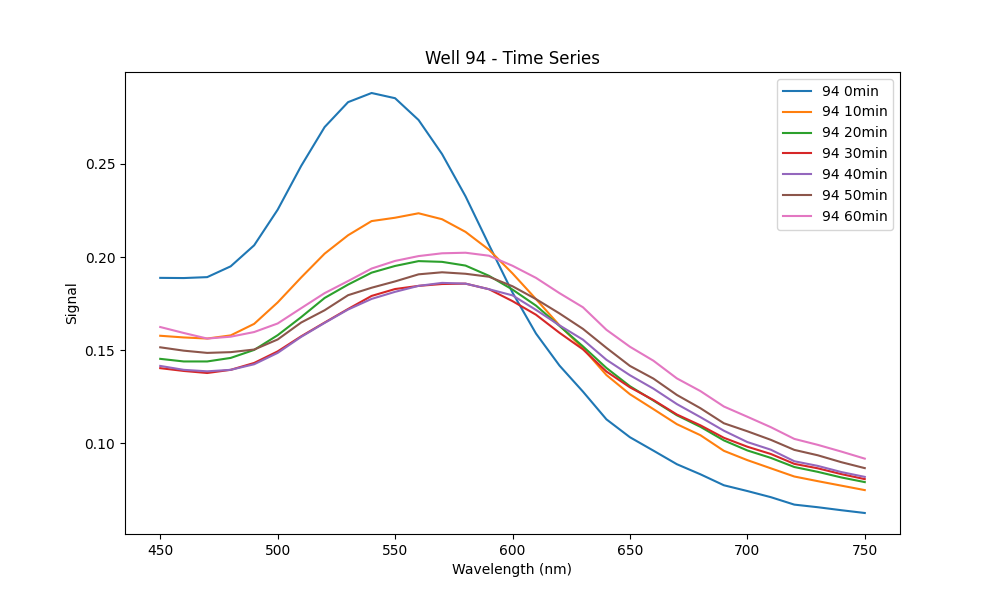 Well 94 - Time Series
94 0min
94 10min
94 20min
94 30min
94 40min
94 50min
94 60min
Signal
0.25
0.20
0.15
0.10
450 500 550 600 650 700 750
Wavelength (nm)